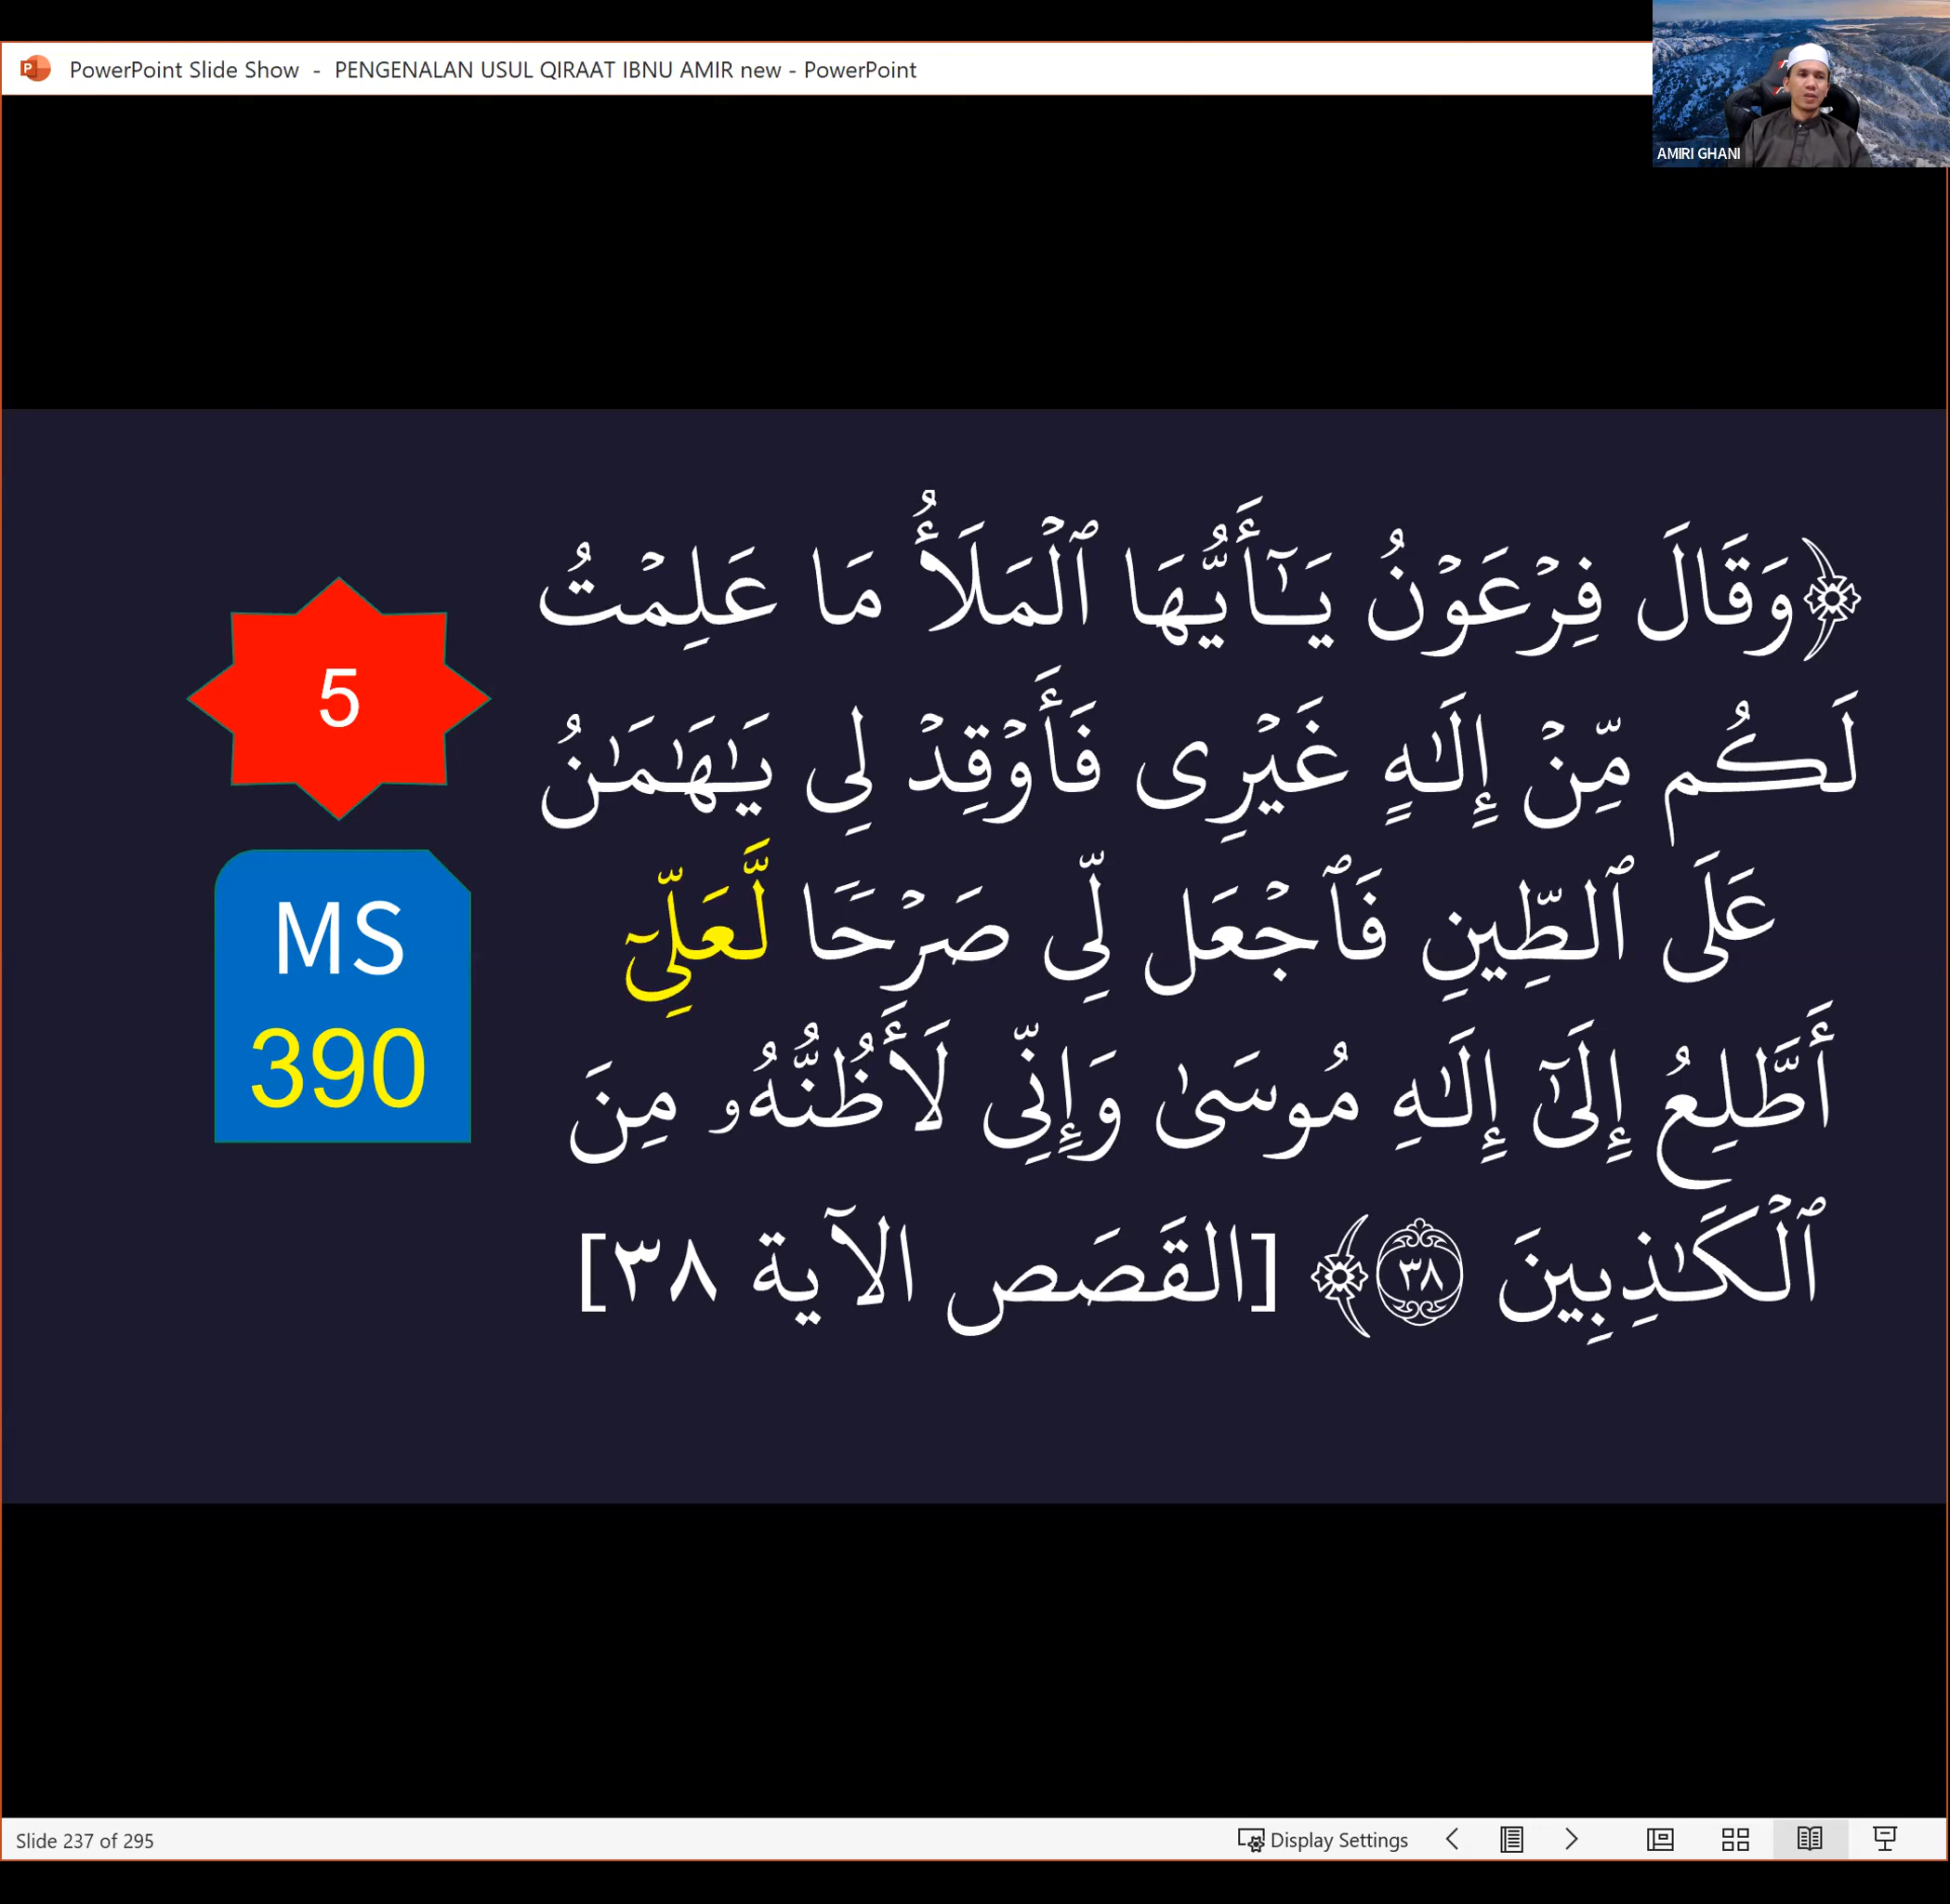 PowerPoint Slide Show - PENGENALAN USUL QIRAAT IBNU AMIR new - PowerPoint
AMIRI GHANI
﴿وَقَالَ فِرۡعَوۡنُ يَـٰٓأَيُّهَا ٱلۡمَلَأُ مَا عَلِمۡتُ
لَكُم مِّنۡ إِلَـٰهٍ غَيۡرِی فَأَوۡقِدۡ لِی يَـٰهَـٰمَـٰنُ
عَلَى ٱلطِّينِ فَٱجۡعَل لِّی صَرۡحًا لَّعَلِّیٓ
أَطَّلِعُ إِلَىٰٓ إِلَـٰهِ مُوسَىٰ وَإِنِّی لَأَظُنُّهُۥ مِنَ
ٱلۡكَـٰذِبِينَ ٣٨﴾ [القَصَص الآية ٣٨]
5
MS
390
Slide 237 of 295
Display Settings